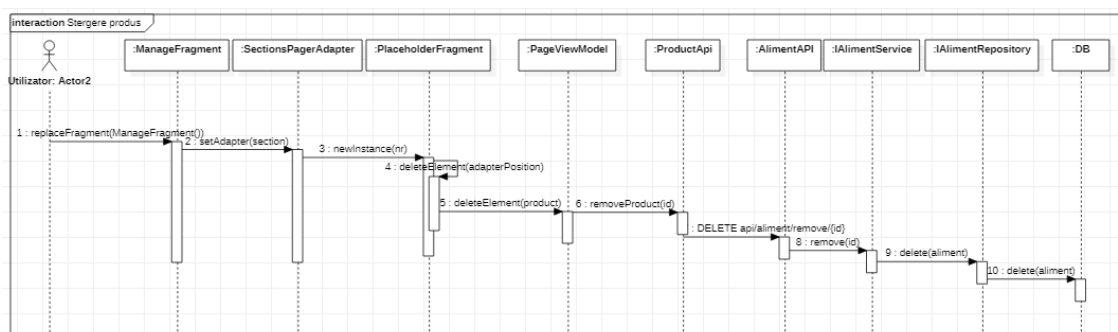 interaction Stergere produs
:ManageFragment :SectionsPagerAdapter :PlaceholderFragment :PageViewModel :ProductApi :AlimentAPI :IAlimentService :IAlimentRepository :DB
Utilizator: Actor2
1 : replaceFragment(ManageFragment())
2 : setAdapter(section)
3 : newInstance(nr)
4 : deleteElement(adapterPosition)
5 : deleteElement(product)
6 : removeProduct(id)
: DELETE api/aliment/remove/{id}
8 : remove(id)
9 : delete(aliment)
10 : delete(aliment)